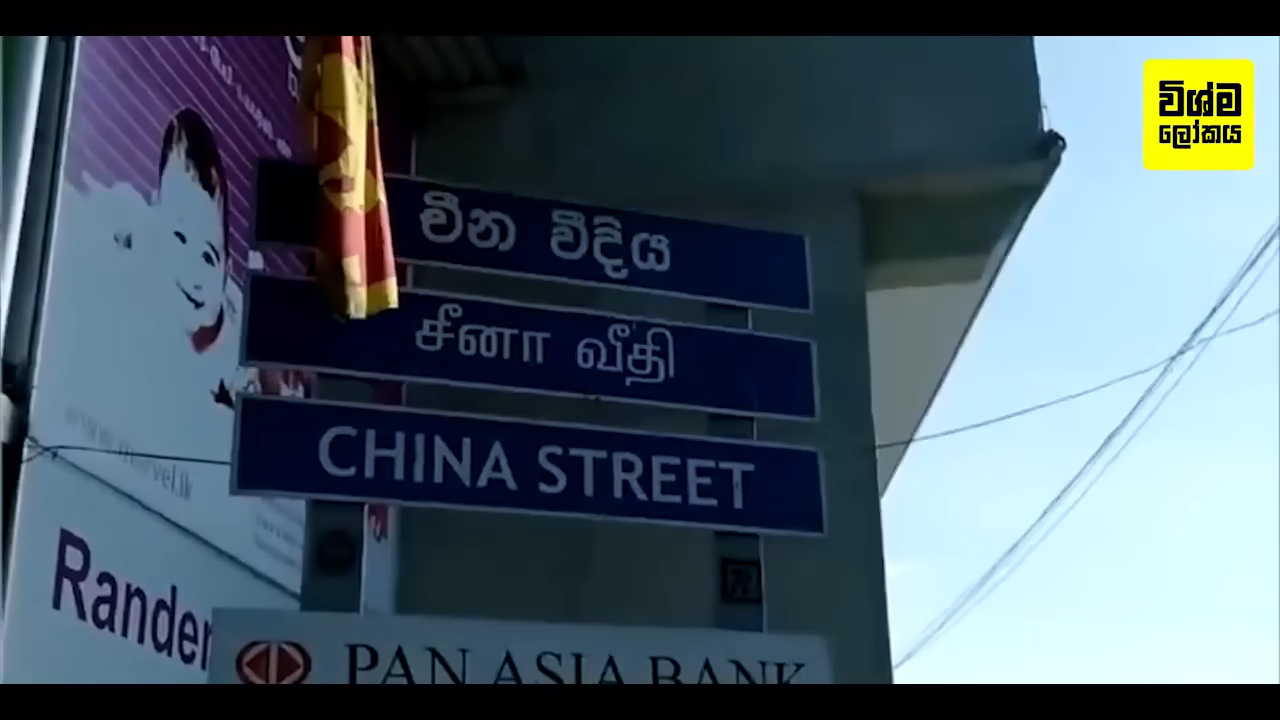 විශ්ම
ලෝකය
චීන වීදිය
சீனா வீதி
CHINA STREET
Rander
PAN ASIA BANK